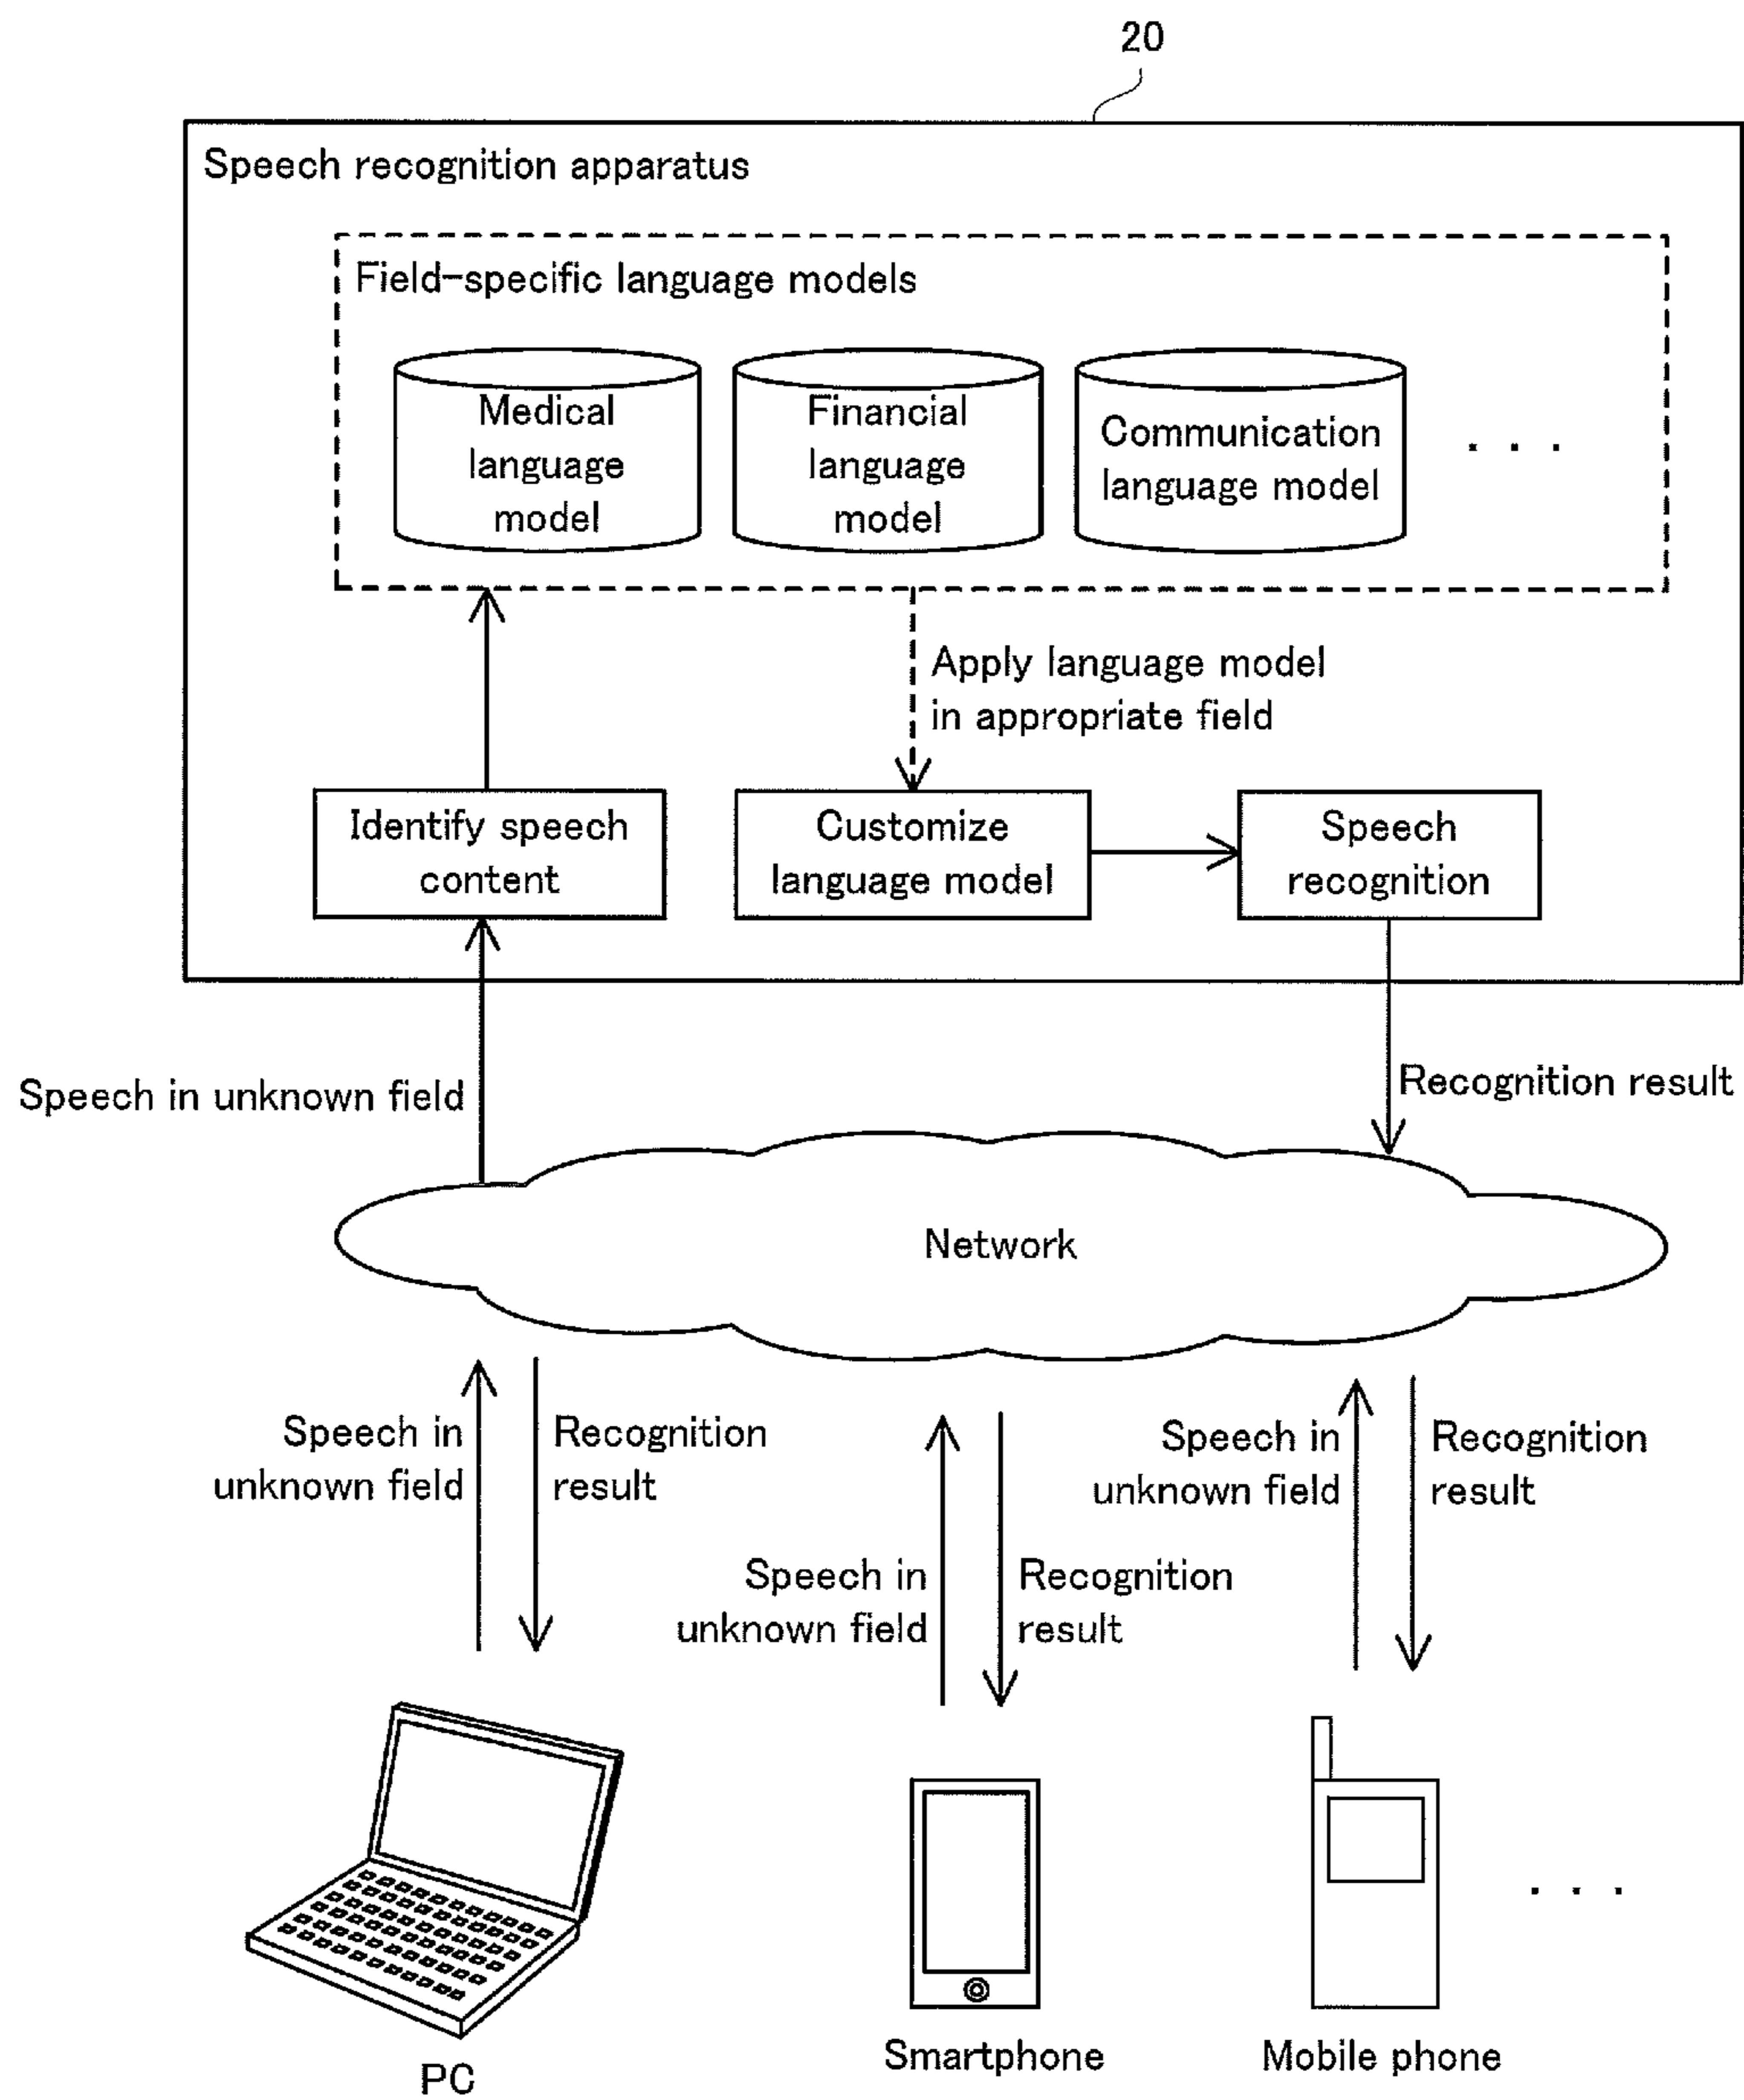 20
Speech recognition apparatus
Field-specific language models
Medical
language
model
Financial
language
model
Communication
language model
. . .
Apply language model
in appropriate field
Identify speech
content
Customize
language model
Speech
recognition
Speech in unknown field
Recognition result
Network
Speech in
unknown field
Recognition
result
Speech in
unknown field
Recognition
result
Speech in
unknown field
Recognition
result
. . .
PC
Smartphone
Mobile phone